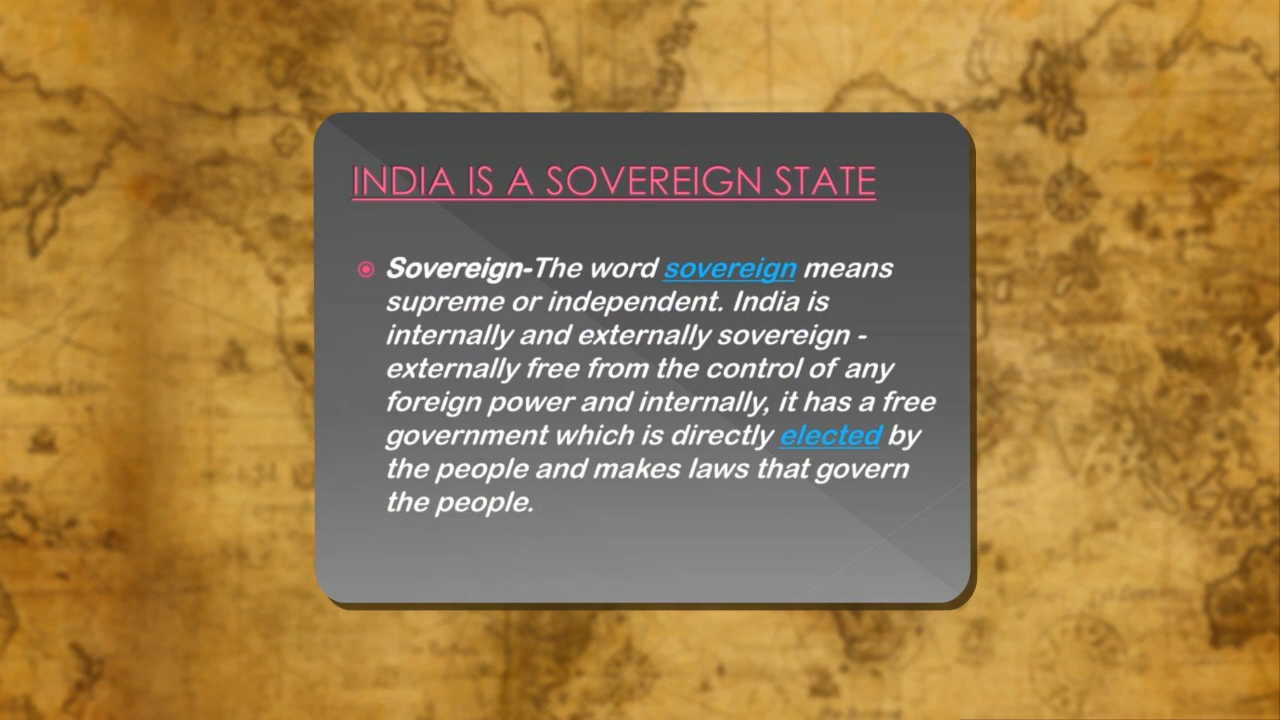 INDIA IS A SOVEREIGN STATE
Sovereign-The word sovereign means
supreme or independent. India is
internally and externally sovereign -
externally free from the control of any
foreign power and internally, it has a free
government which is directly elected by
the people and makes laws that govern
the people.